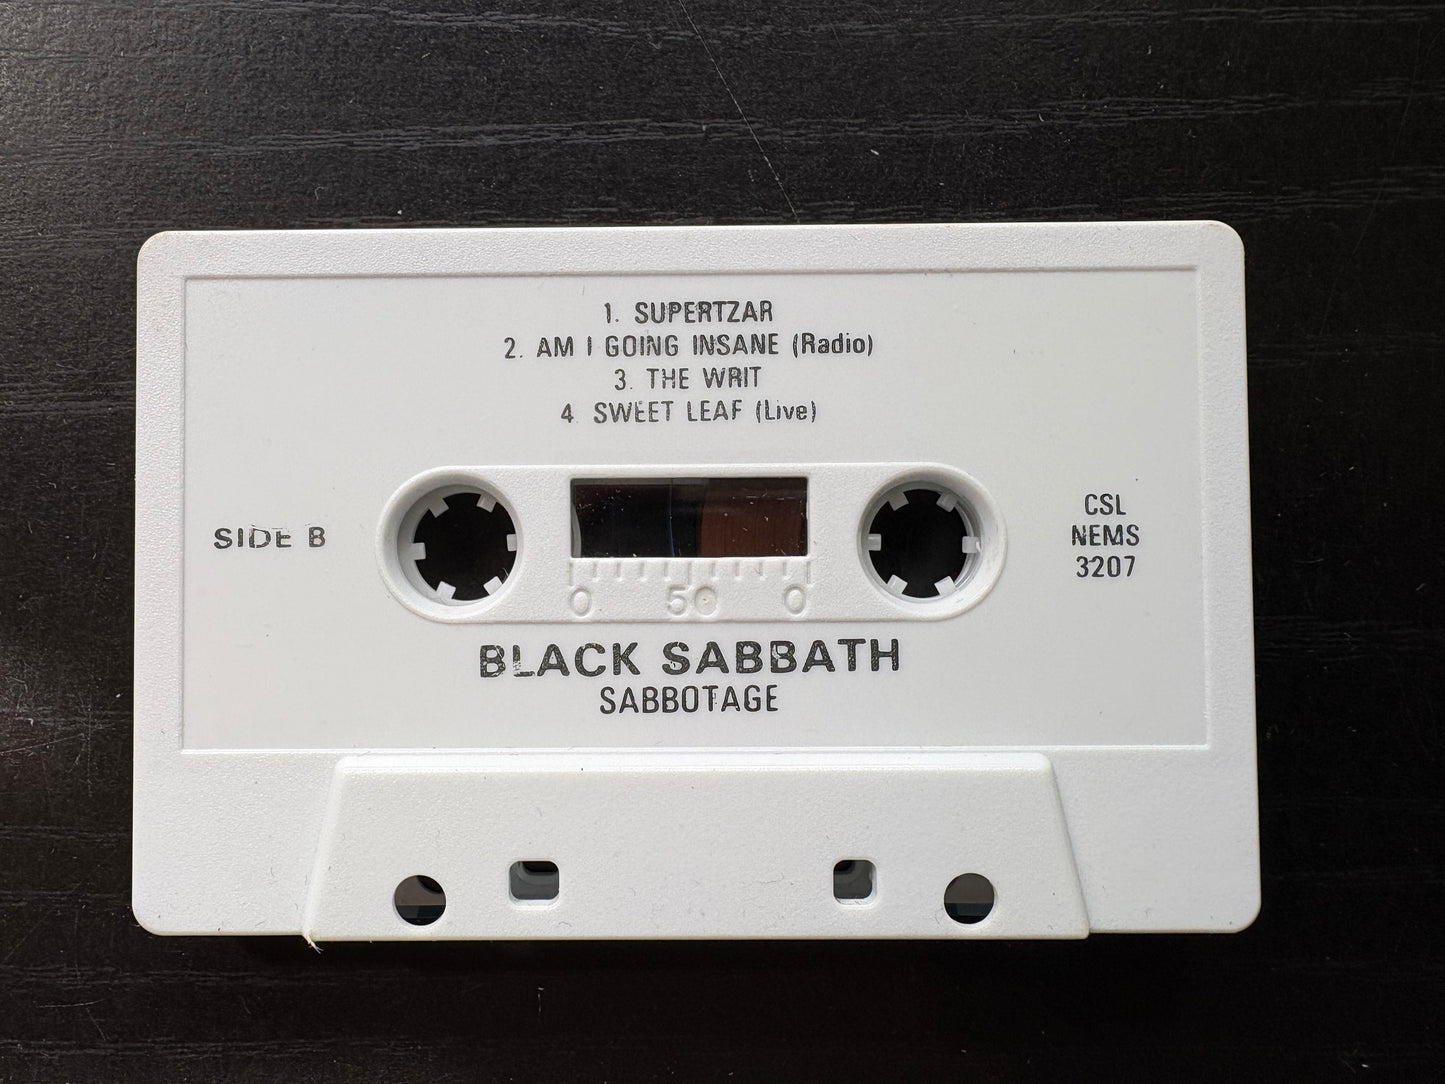 1. SUPERTZAR
2. AM I GOING INSANE (Radio)
3. THE WRIT
4. SWEET LEAF (Live)
SIDE B
CSL
NEMS
3207
0 50 0
BLACK SABBATH
SABBOTAGE